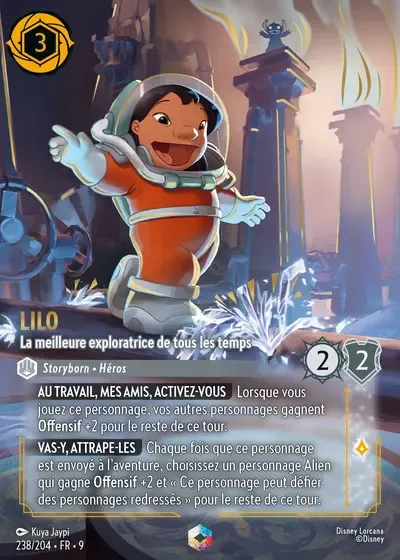 3
LILO
La meilleure exploratrice de tous les temps
Storyborn • Héros
2
2
AU TRAVAIL, MES AMIS, ACTIVEZ-VOUS Lorsque vous
jouez ce personnage, vos autres personnages gagnent
Offensif +2 pour le reste de ce tour.
VAS-Y, ATTRAPE-LES Chaque fois que ce personnage
est envoyé à l'aventure, choisissez un personnage Alien
qui gagne Offensif +2 et « Ce personnage peut défier
des personnages redressés » pour le reste de ce tour.
Kuya Jaypi
238/204 • FR • 9
Disney Lorcana
©Disney